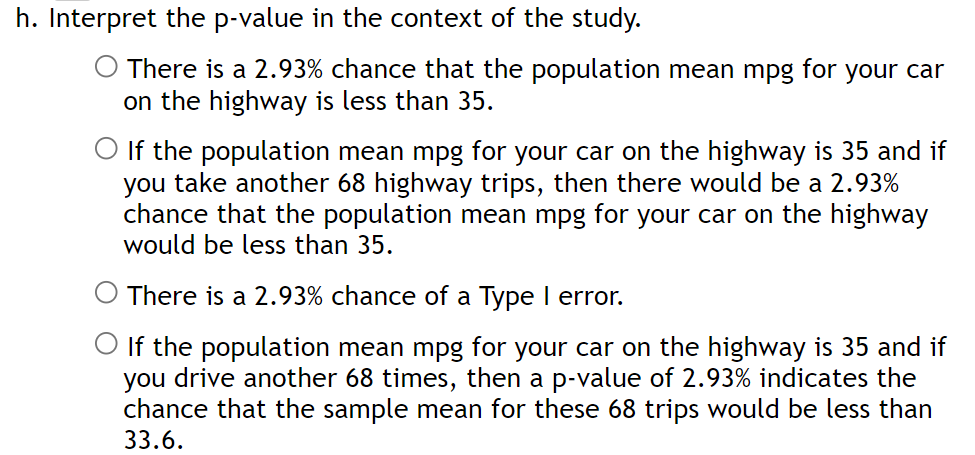 h. Interpret the p-value in the context of the study.
There is a 2.93% chance that the population mean mpg for your car
on the highway is less than 35.
If the population mean mpg for your car on the highway is 35 and if
you take another 68 highway trips, then there would be a 2.93%
chance that the population mean mpg for your car on the highway
would be less than 35.
There is a 2.93% chance of a Type I error.
If the population mean mpg for your car on the highway is 35 and if
you drive another 68 times, then a p-value of 2.93% indicates the
chance that the sample mean for these 68 trips would be less than
33.6.